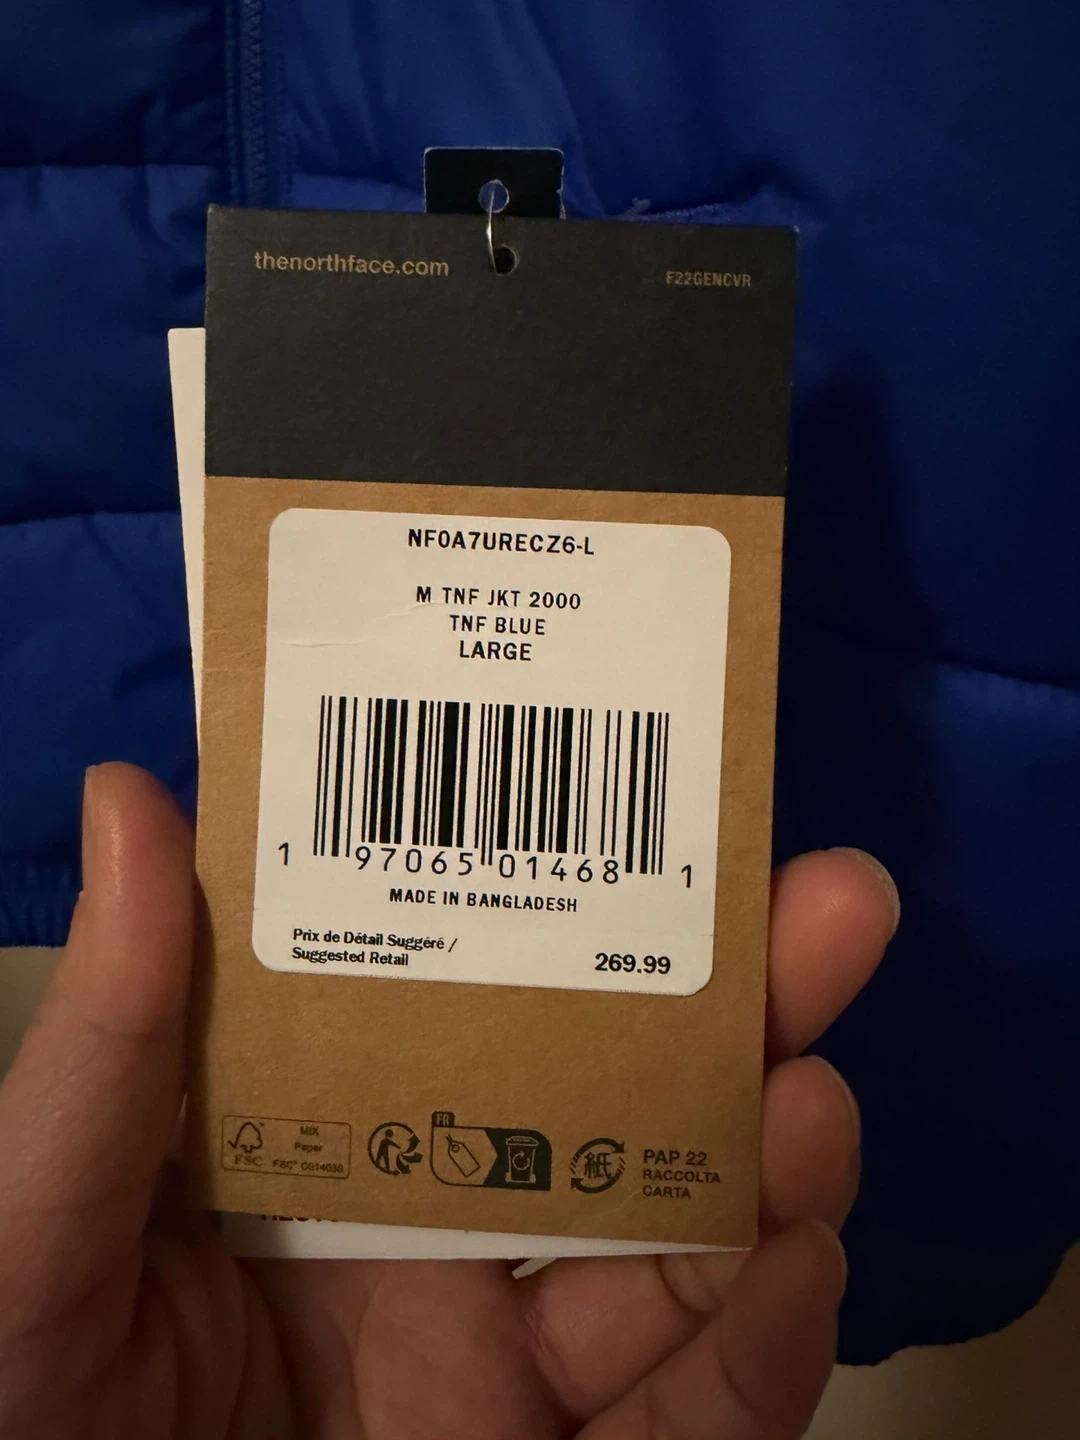 thenorthface.com
F22GENCVR
NF0A7URECZ6-L
M TNF JKT 2000
TNF BLUE
LARGE
1 97065 01468 1
MADE IN BANGLADESH
Prix de Détail Suggéré /
Suggested Retail
269.99
FR
MIX
Paper
FSC
紙
PAP 22
RACCOLTA
CARTA